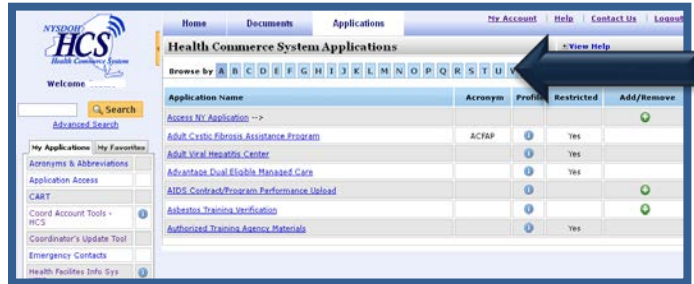 NYSDOH
HCS
Health Commerce System
Welcome
Search
Advanced Search
My Applications My Favorites
Acronyms & Abbreviations
Application Access
CART
Coord Account Tools -
HCS
Coordinator's Update Tool
Emergency Contacts
Health Facilites Info Sys
Home Documents Applications
My Account Help Contact Us Logout
Health Commerce System Applications
View Help
Browse by A B C D E F G H I J K L M N O P Q R S T U V
Application Name Acronym Profile Restricted Add/Remove
Access NY Application -->
Adult Cystic Fibrosis Assistance Program ACFAP Yes
Adult Viral Hepatitis Center Yes
Advantage Dual Eligible Managed Care Yes
AIDS Contract/Program Performance Upload
Asbestos Training Verification
Authorized Training Agency Materials Yes